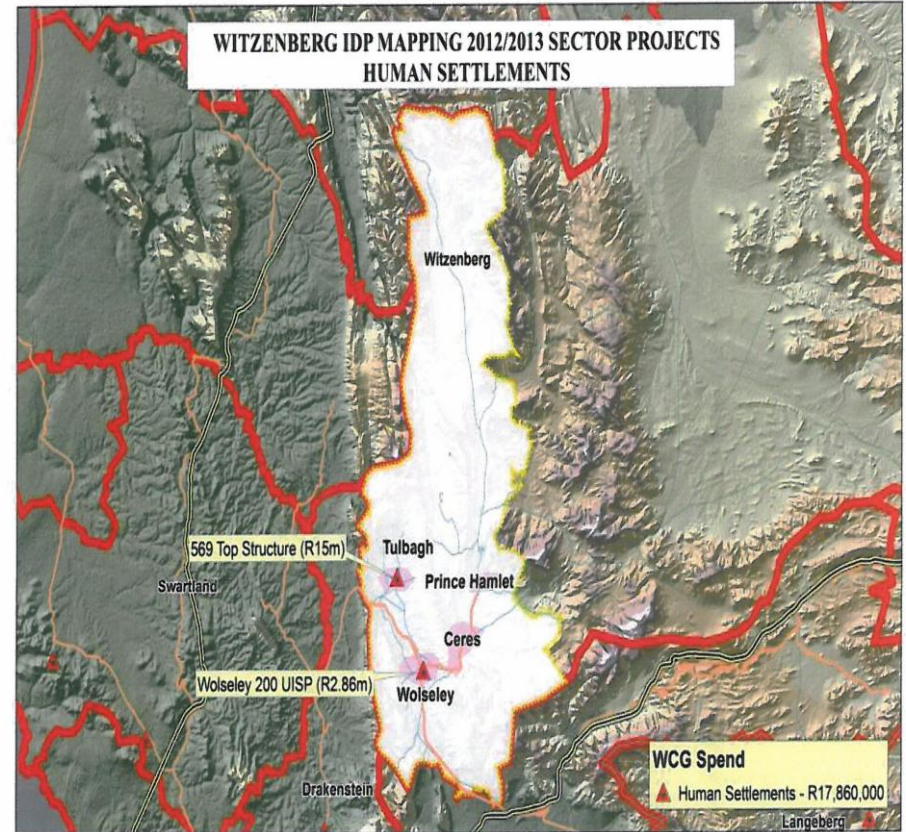 WITZENBERG IDP MAPPING 2012/2013 SECTOR PROJECTS
HUMAN SETTLEMENTS
Witzenberg
569 Top Structure (R15m)
Tulbagh
Swartland
Prince Hamlet
Ceres
Wolseley 200 UISP (R2.86m)
Wolseley
Drakenstein
WCG Spend
Human Settlements - R17,860,000
Langeberg